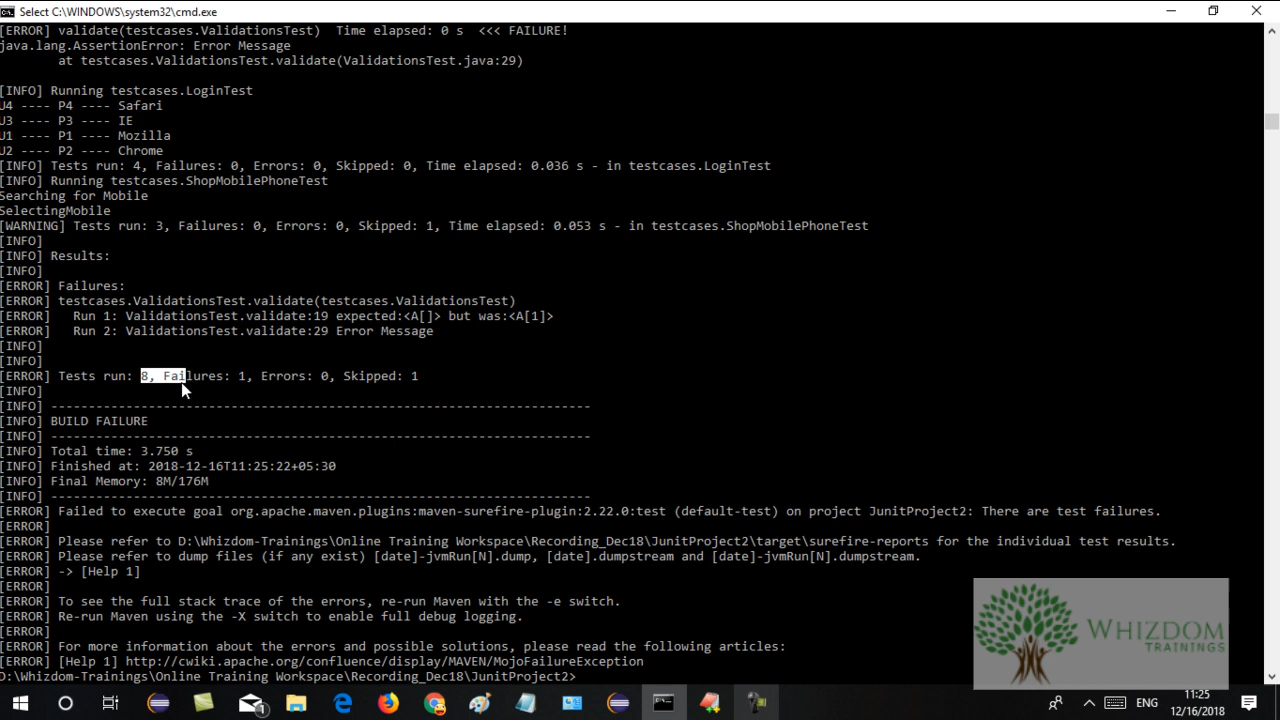 Select C:\WINDOWS\system32\cmd.exe
[ERROR] validate(testcases.ValidationsTest)  Time elapsed: 0 s  <<< FAILURE!
java.lang.AssertionError: Error Message
        at testcases.ValidationsTest.validate(ValidationsTest.java:29)
[INFO] Running testcases.LoginTest
U4 ---- P4 ---- Safari
U3 ---- P3 ---- IE
U1 ---- P1 ---- Mozilla
U2 ---- P2 ---- Chrome
[INFO] Tests run: 4, Failures: 0, Errors: 0, Skipped: 0, Time elapsed: 0.036 s - in testcases.LoginTest
[INFO] Running testcases.ShopMobilePhoneTest
Searching for Mobile
SelectingMobile
[WARNING] Tests run: 3, Failures: 0, Errors: 0, Skipped: 1, Time elapsed: 0.053 s - in testcases.ShopMobilePhoneTest
[INFO]
[INFO] Results:
[INFO]
[ERROR] Failures:
[ERROR] testcases.ValidationsTest.validate(testcases.ValidationsTest)
[ERROR]   Run 1: ValidationsTest.validate:19 expected:<A[]> but was:<A[1]>
[ERROR]   Run 2: ValidationsTest.validate:29 Error Message
[INFO]
[INFO]
[ERROR] Tests run: 8, Failures: 1, Errors: 0, Skipped: 1
[INFO]
[INFO] ------------------------------------------------------------------------
[INFO] BUILD FAILURE
[INFO] ------------------------------------------------------------------------
[INFO] Total time: 3.750 s
[INFO] Finished at: 2018-12-16T11:25:22+05:30
[INFO] Final Memory: 8M/176M
[INFO] ------------------------------------------------------------------------
[ERROR] Failed to execute goal org.apache.maven.plugins:maven-surefire-plugin:2.22.0:test (default-test) on project JunitProject2: There are test failures.
[ERROR]
[ERROR] Please refer to D:\Whizdom-Trainings\Online Training Workspace\Recording_Dec18\JunitProject2\target\surefire-reports for the individual test results.
[ERROR] Please refer to dump files (if any exist) [date]-jvmRun[N].dump, [date].dumpstream and [date]-jvmRun[N].dumpstream.
[ERROR] -> [Help 1]
[ERROR]
[ERROR] To see the full stack trace of the errors, re-run Maven with the -e switch.
[ERROR] Re-run Maven using the -X switch to enable full debug logging.
[ERROR]
[ERROR] For more information about the errors and possible solutions, please read the following articles:
[ERROR] [Help 1] http://cwiki.apache.org/confluence/display/MAVEN/MojoFailureException
D:\Whizdom-Trainings\Online Training Workspace\Recording_Dec18\JunitProject2>
WHIZDOM
TRAININGS
1
ENG
11:25
12/16/2018